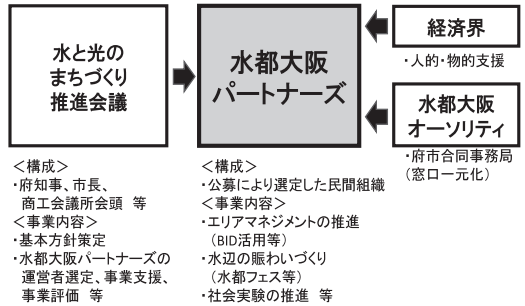 水と光の
まちづくり
推進会議
<構成>
・府知事、市長、
商工会議所会頭 等
<事業内容>
・基本方針策定
・水都大阪パートナーズの
運営者選定、事業支援、
事業評価 等
水都大阪
パートナーズ
<構成>
・公募により選定した民間組織
<事業内容>
・エリアマネジメントの推進
（BID活用等）
・水辺の賑わいづくり
（水都フェス等）
・社会実験の推進 等
経済界
・人的・物的支援
水都大阪
オーソリティ
・府市合同事務局
（窓口一元化）